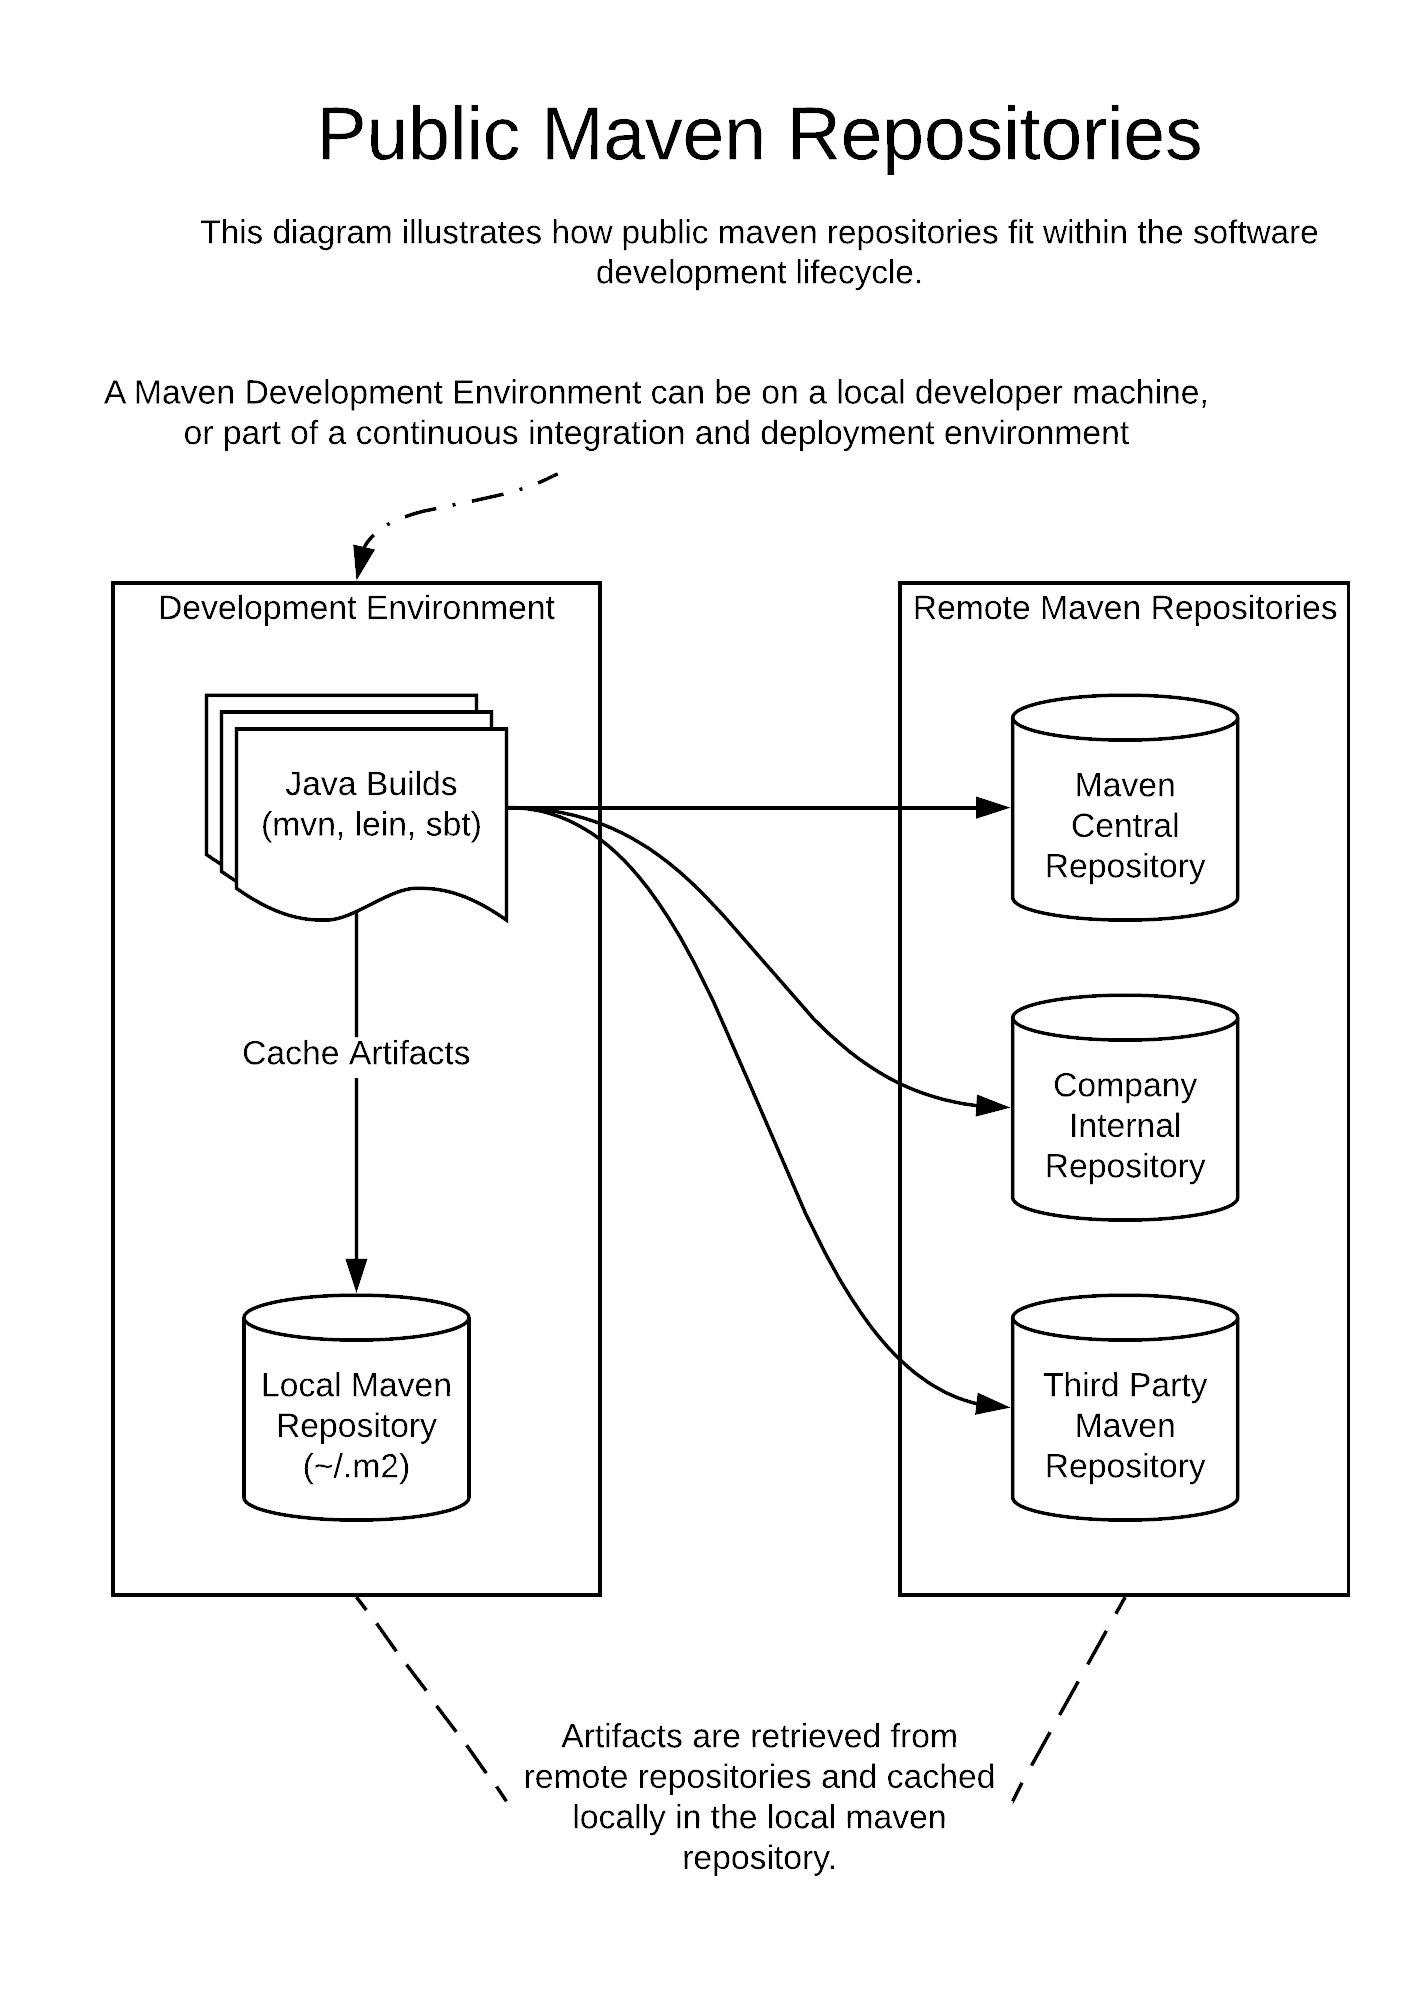 Public Maven Repositories
This diagram illustrates how public maven repositories fit within the software
development lifecycle.
A Maven Development Environment can be on a local developer machine,
or part of a continuous integration and deployment environment
Development Environment
Java Builds
(mvn, lein, sbt)
Cache Artifacts
Local Maven
Repository
(~/.m2)
Remote Maven Repositories
Maven
Central
Repository
Company
Internal
Repository
Third Party
Maven
Repository
Artifacts are retrieved from
remote repositories and cached
locally in the local maven
repository.